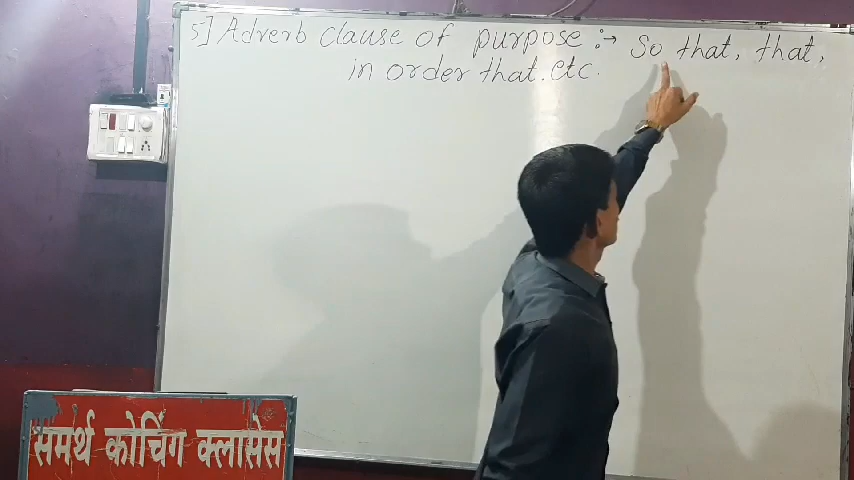 5] Adverb clause of purpose :→ So that, that,
in order that. etc.
समर्थ कोचिंग क्लासेस